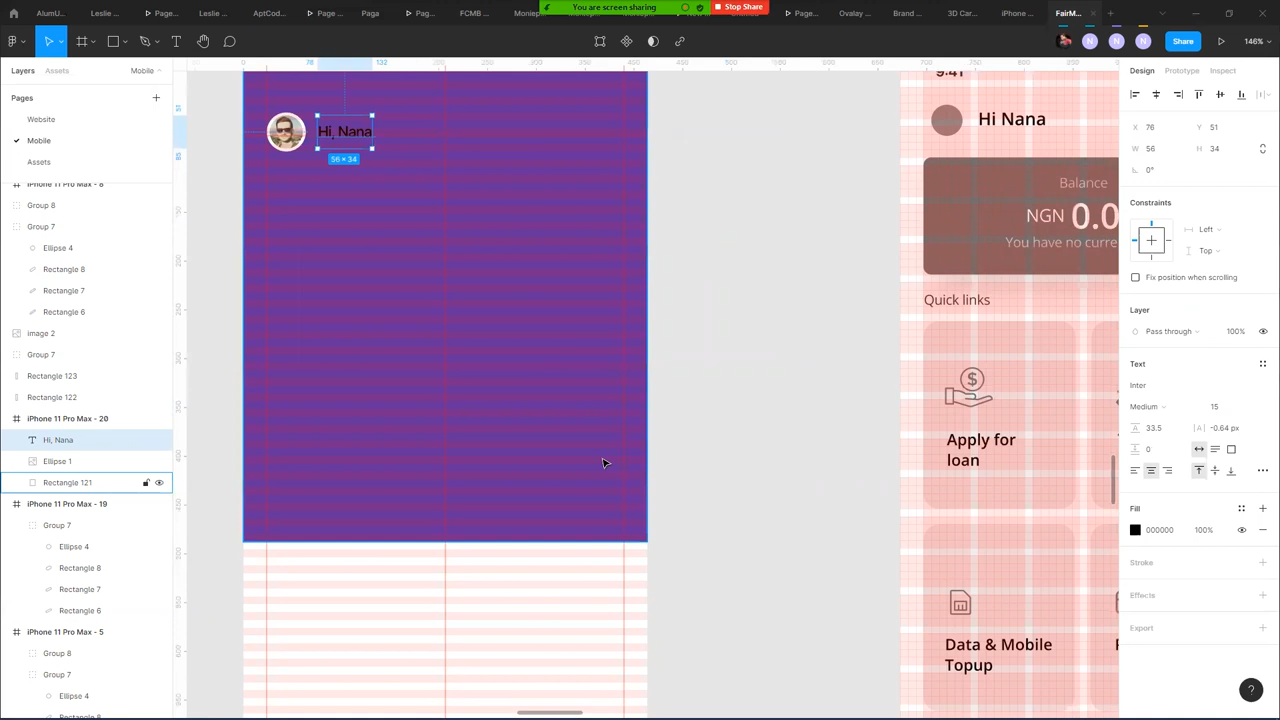 You are screen sharing
Stop Share
AlumU...
Leslie ...
Page...
Leslie ...
AptCod...
Page...
Paga
Pag...
FCMB ...
Moniep...
Page...
Ovalay ...
Brand ...
3D Car...
iPhone ...
FairM...
Share
146%
Layers
Assets
Mobile
Pages
Website
Mobile
Assets
iPhone 11 Pro Max - 8
Group 8
Group 7
Ellipse 4
Rectangle 8
Rectangle 7
Rectangle 6
image 2
Group 7
Rectangle 123
Rectangle 122
iPhone 11 Pro Max - 20
Hi, Nana
Ellipse 1
Rectangle 121
iPhone 11 Pro Max - 19
Group 7
Ellipse 4
Rectangle 8
Rectangle 7
Rectangle 6
iPhone 11 Pro Max - 5
Group 8
Group 7
Ellipse 4
Rectangle 8
Hi, Nana
56 × 34
9:41
Hi Nana
Balance
NGN 0.0
You have no curre
Quick links
Apply for
loan
Data & Mobile
Topup
Design
Prototype
Inspect
X 76
Y 51
W 56
H 34
0°
Constraints
Left
Top
Fix position when scrolling
Layer
Pass through
100%
Text
Inter
Medium
15
33.5
-0.64 px
0
Fill
000000
100%
Stroke
Effects
Export
?